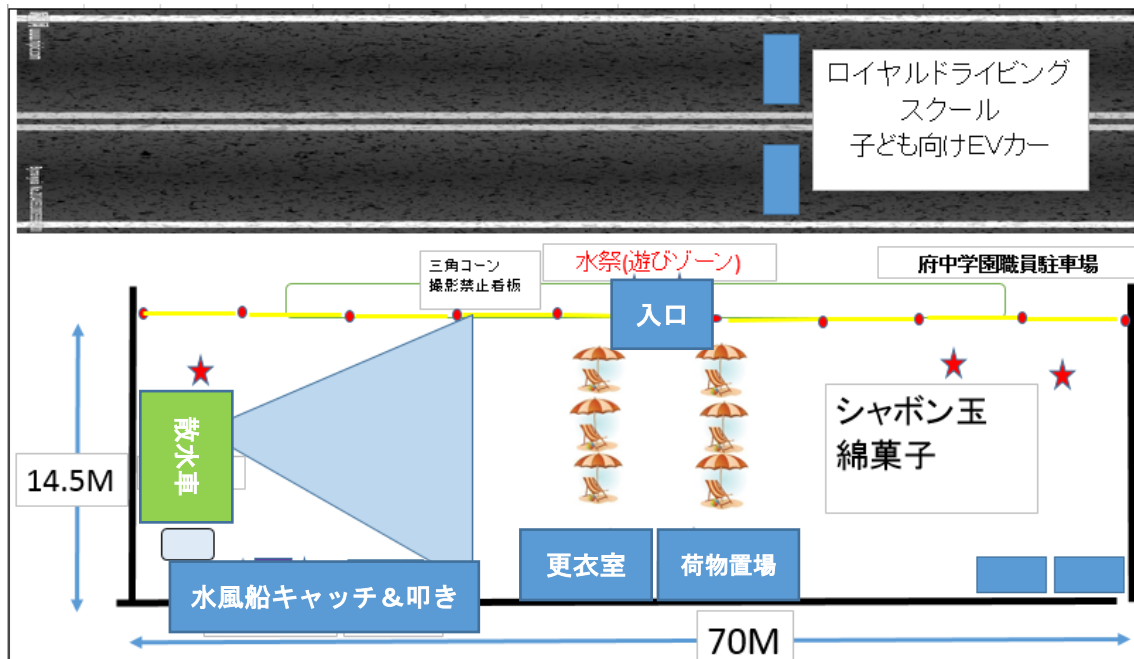 ロイヤルドライビング
スクール
子ども向けEVカー
三角コーン
撮影禁止看板
水祭(遊びゾーン)
府中学園職員駐車場
入口
散水車
シャボン玉
綿菓子
14.5M
更衣室
荷物置場
水風船キャッチ＆叩き
70M